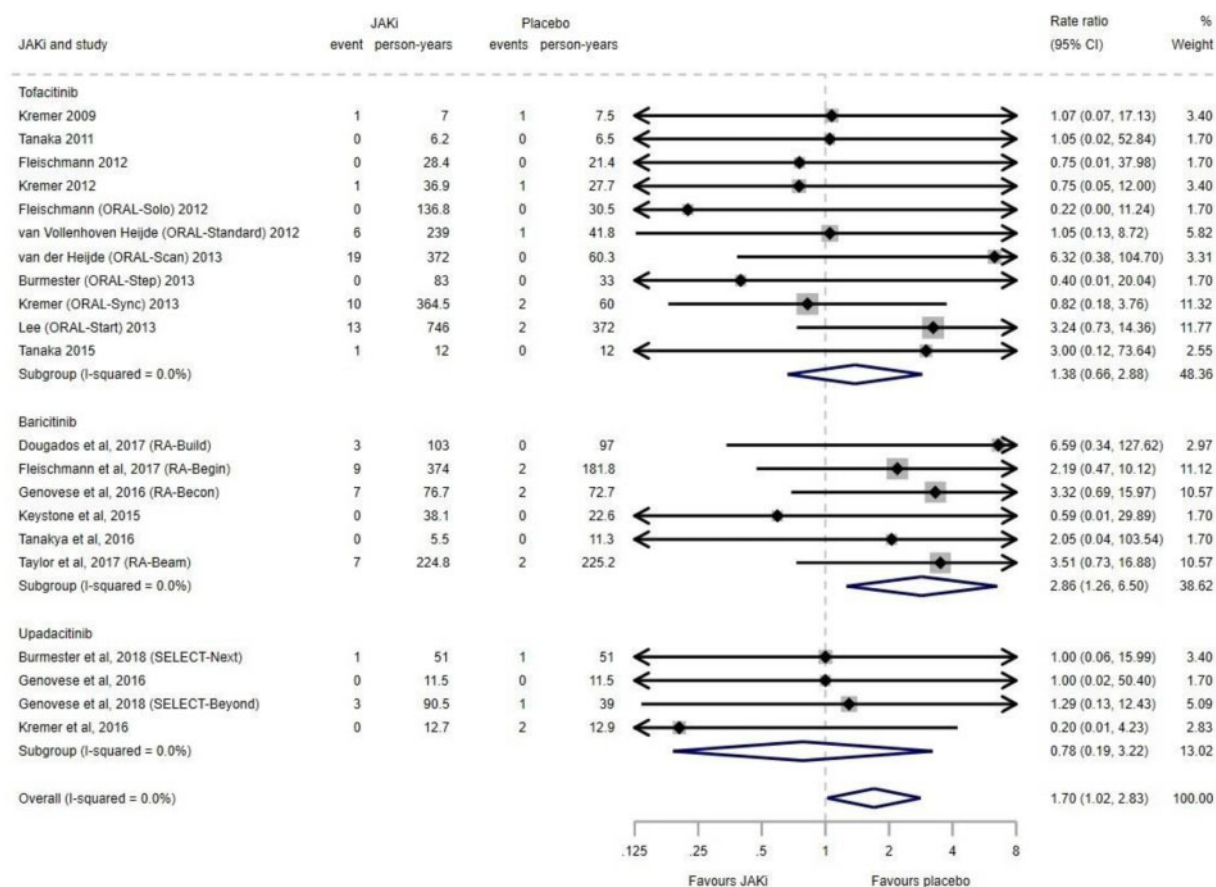 JAKi Placebo Rate ratio %
JAKi and study event person-years events person-years (95% CI) Weight
Tofacitinib
Kremer 2009 1 7 1 7.5 1.07 (0.07, 17.13) 3.40
Tanaka 2011 0 6.2 0 6.5 1.05 (0.02, 52.84) 1.70
Fleischmann 2012 0 28.4 0 21.4 0.75 (0.01, 37.98) 1.70
Kremer 2012 1 36.9 1 27.7 0.75 (0.05, 12.00) 3.40
Fleischmann (ORAL-Solo) 2012 0 136.8 0 30.5 0.22 (0.00, 11.24) 1.70
van Vollenhoven Heijde (ORAL-Standard) 2012 6 239 1 41.8 1.05 (0.13, 8.72) 5.82
van der Heijde (ORAL-Scan) 2013 19 372 0 60.3 6.32 (0.38, 104.70) 3.31
Burmester (ORAL-Step) 2013 0 83 0 33 0.40 (0.01, 20.04) 1.70
Kremer (ORAL-Sync) 2013 10 364.5 2 60 0.82 (0.18, 3.76) 11.32
Lee (ORAL-Start) 2013 13 746 2 372 3.24 (0.73, 14.36) 11.77
Tanaka 2015 1 12 0 12 3.00 (0.12, 73.64) 2.55
Subgroup (I-squared = 0.0%) 1.38 (0.66, 2.88) 48.36
Baricitinib
Dougados et al, 2017 (RA-Build) 3 103 0 97 6.59 (0.34, 127.62) 2.97
Fleischmann et al, 2017 (RA-Begin) 9 374 2 181.8 2.19 (0.47, 10.12) 11.12
Genovese et al, 2016 (RA-Becon) 7 76.7 2 72.7 3.32 (0.69, 15.97) 10.57
Keystone et al, 2015 0 38.1 0 22.6 0.59 (0.01, 29.89) 1.70
Tanakya et al, 2016 0 5.5 0 11.3 2.05 (0.04, 103.54) 1.70
Taylor et al, 2017 (RA-Beam) 7 224.8 2 225.2 3.51 (0.73, 16.88) 10.57
Subgroup (I-squared = 0.0%) 2.86 (1.26, 6.50) 38.62
Upadacitinib
Burmester et al, 2018 (SELECT-Next) 1 51 1 51 1.00 (0.06, 15.99) 3.40
Genovese et al, 2016 0 11.5 0 11.5 1.00 (0.02, 50.40) 1.70
Genovese et al, 2018 (SELECT-Beyond) 3 90.5 1 39 1.29 (0.13, 12.43) 5.09
Kremer et al, 2016 0 12.7 2 12.9 0.20 (0.01, 4.23) 2.83
Subgroup (I-squared = 0.0%) 0.78 (0.19, 3.22) 13.02
Overall (I-squared = 0.0%) 1.70 (1.02, 2.83) 100.00
.125 .25 .5 1 2 4 8
Favours JAKi Favours placebo